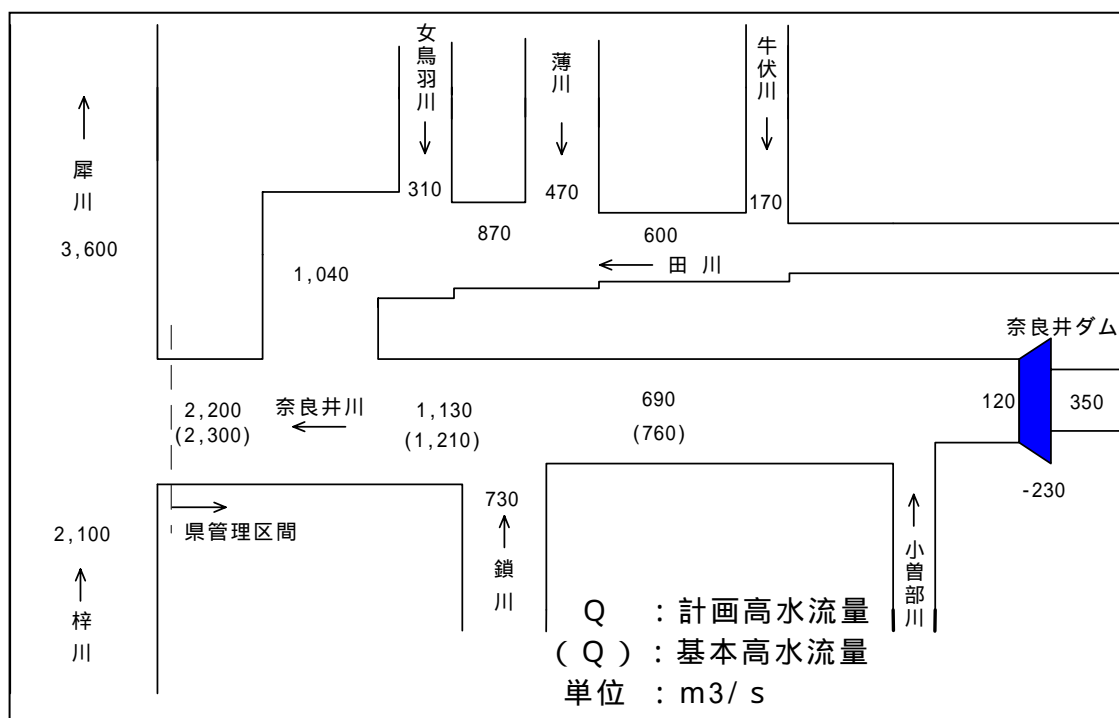 女鳥羽川
薄川
牛伏川
犀川
3,600
310
470
170
870
600
田川
1,040
奈良井ダム
2,200
(2,300)
奈良井川
1,130
(1,210)
690
(760)
120
350
-230
730
県管理区間
2,100
梓川
鎖川
小曽部川
Q :計画高水流量
(Q):基本高水流量
単位 :m3/s